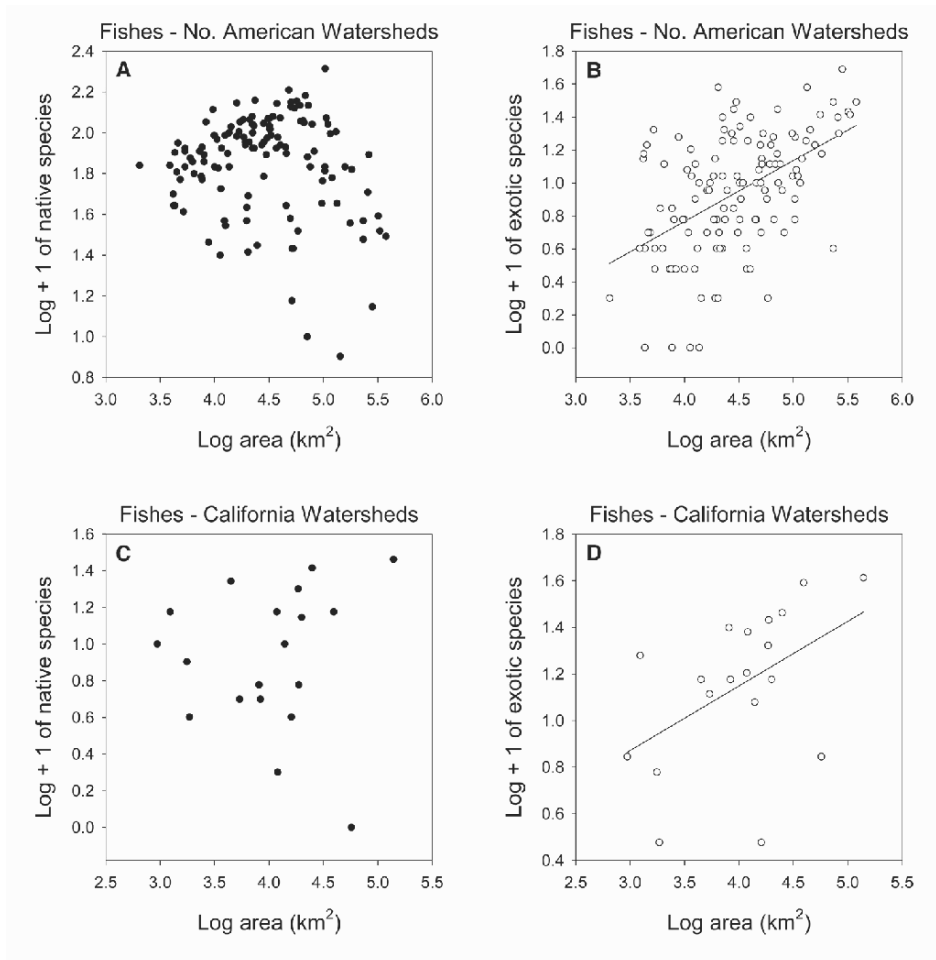 Fishes - No. American Watersheds
A
2.4
2.2
2.0
1.8
1.6
1.4
1.2
1.0
0.8
Log + 1 of native species
3.0 3.5 4.0 4.5 5.0 5.5 6.0
Log area (km²)
Fishes - No. American Watersheds
B
1.8
1.6
1.4
1.2
1.0
0.8
0.6
0.4
0.2
0.0
Log + 1 of exotic species
3.0 3.5 4.0 4.5 5.0 5.5 6.0
Log area (km²)
Fishes - California Watersheds
C
1.6
1.4
1.2
1.0
0.8
0.6
0.4
0.2
0.0
Log + 1 of native species
2.5 3.0 3.5 4.0 4.5 5.0 5.5
Log area (km²)
Fishes - California Watersheds
D
1.8
1.6
1.4
1.2
1.0
0.8
0.6
0.4
Log + 1 of exotic species
2.5 3.0 3.5 4.0 4.5 5.0 5.5
Log area (km²)